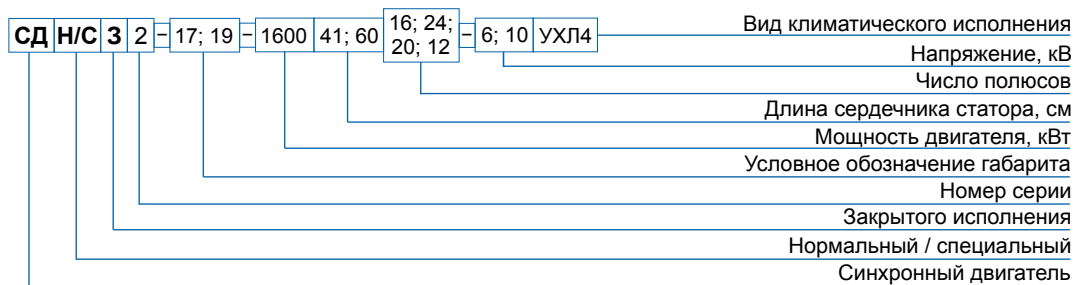 СД Н/С З 2 – 17; 19 – 1600 41; 60 16; 24; 20; 12 – 6; 10 УХЛ4
Вид климатического исполнения
Напряжение, кВ
Число полюсов
Длина сердечника статора, см
Мощность двигателя, кВт
Условное обозначение габарита
Номер серии
Закрытого исполнения
Нормальный / специальный
Синхронный двигатель